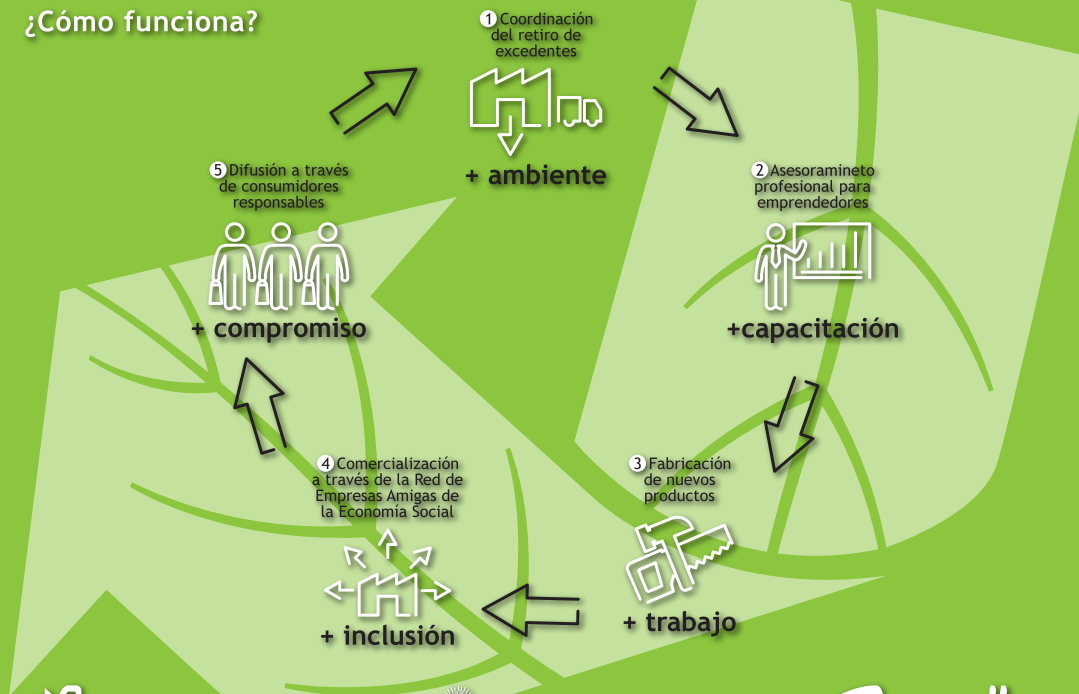 ¿Cómo funciona?
1 Coordinación
del retiro de
excedentes
+ ambiente
2 Asesoramineto
profesional para
emprendedores
+capacitación
3 Fabricación
de nuevos
productos
+ trabajo
4 Comercialización
a través de la Red de
Empresas Amigas de
la Economía Social
+ inclusión
5 Difusión a través
de consumidores
responsables
+ compromiso